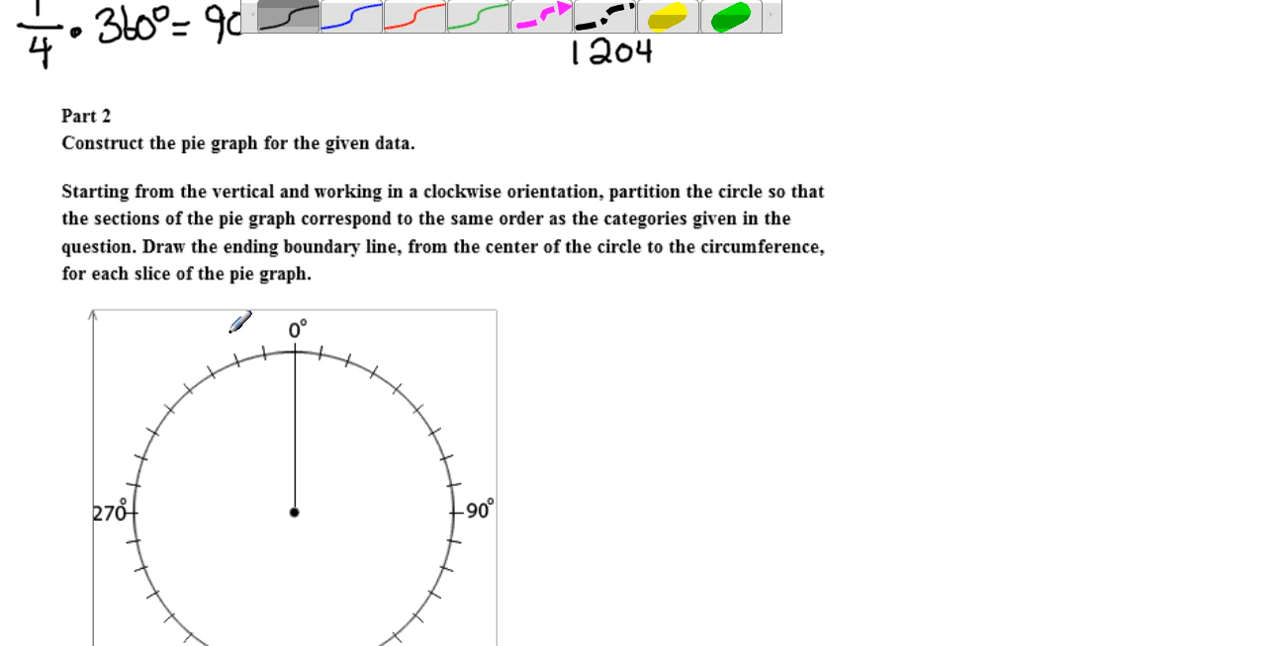 1/4 · 360° = 90
1204
Part 2
Construct the pie graph for the given data.
Starting from the vertical and working in a clockwise orientation, partition the circle so that
the sections of the pie graph correspond to the same order as the categories given in the
question. Draw the ending boundary line, from the center of the circle to the circumference,
for each slice of the pie graph.
0°
270°
90°